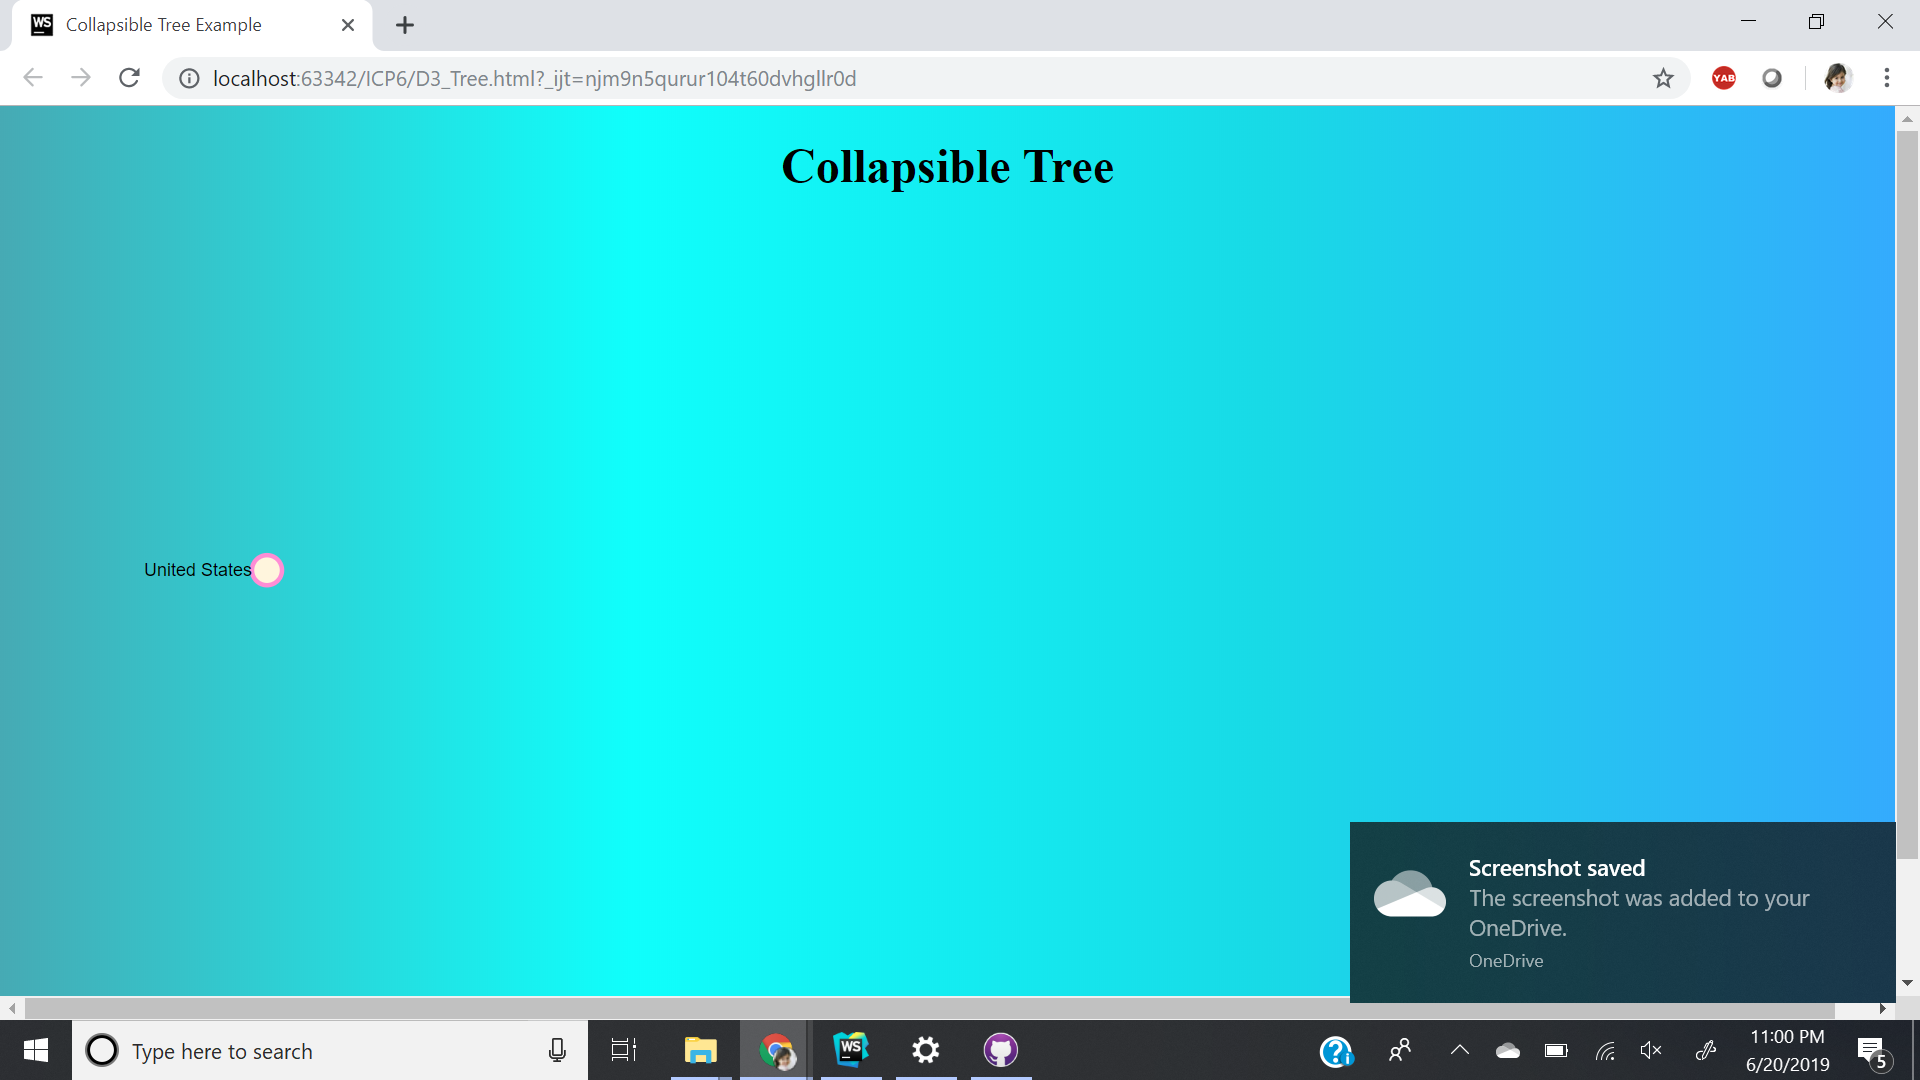 WS
Collapsible Tree Example
localhost:63342/ICP6/D3_Tree.html?_ijt=njm9n5qurur104t60dvhgllr0d
YAB
Collapsible Tree
United States
Screenshot saved
The screenshot was added to your
OneDrive.
OneDrive
Type here to search
WS
11:00 PM
6/20/2019
5